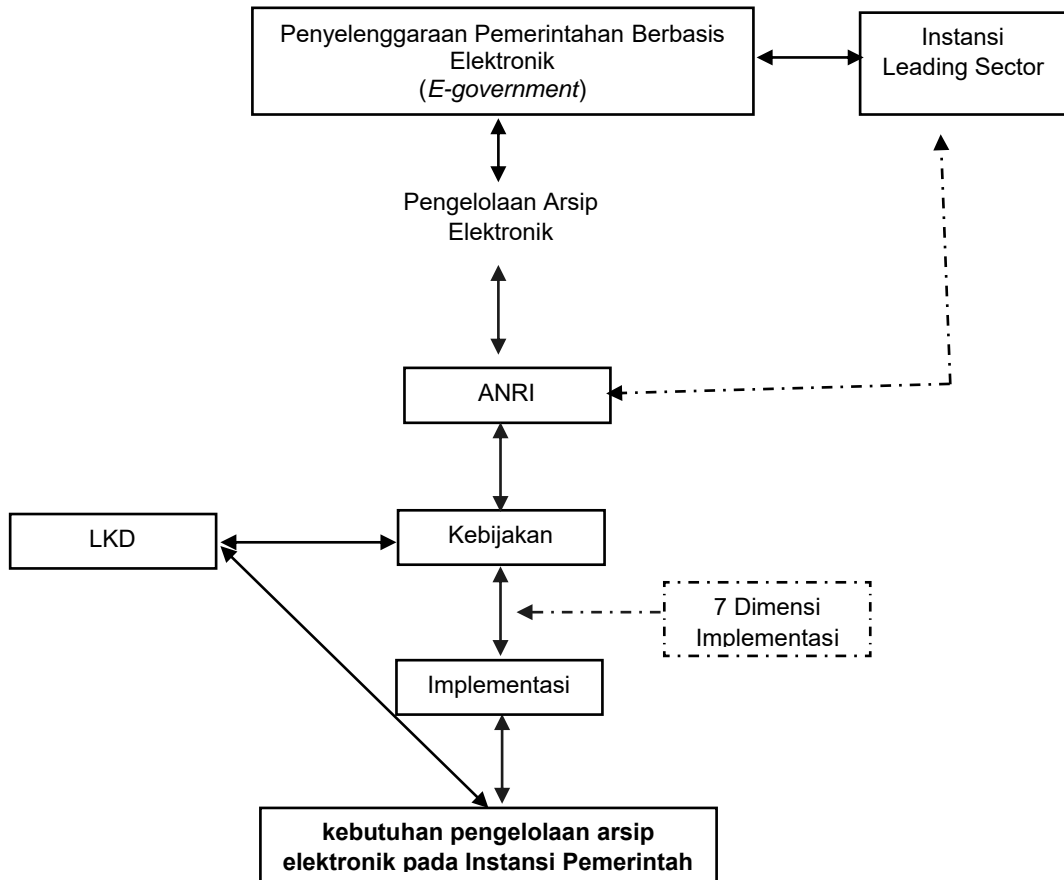 Penyelenggaraan Pemerintahan Berbasis
Elektronik
(E-government)
Instansi
Leading Sector
Pengelolaan Arsip
Elektronik
ANRI
LKD
Kebijakan
7 Dimensi
Implementasi
Implementasi
kebutuhan pengelolaan arsip
elektronik pada Instansi Pemerintah